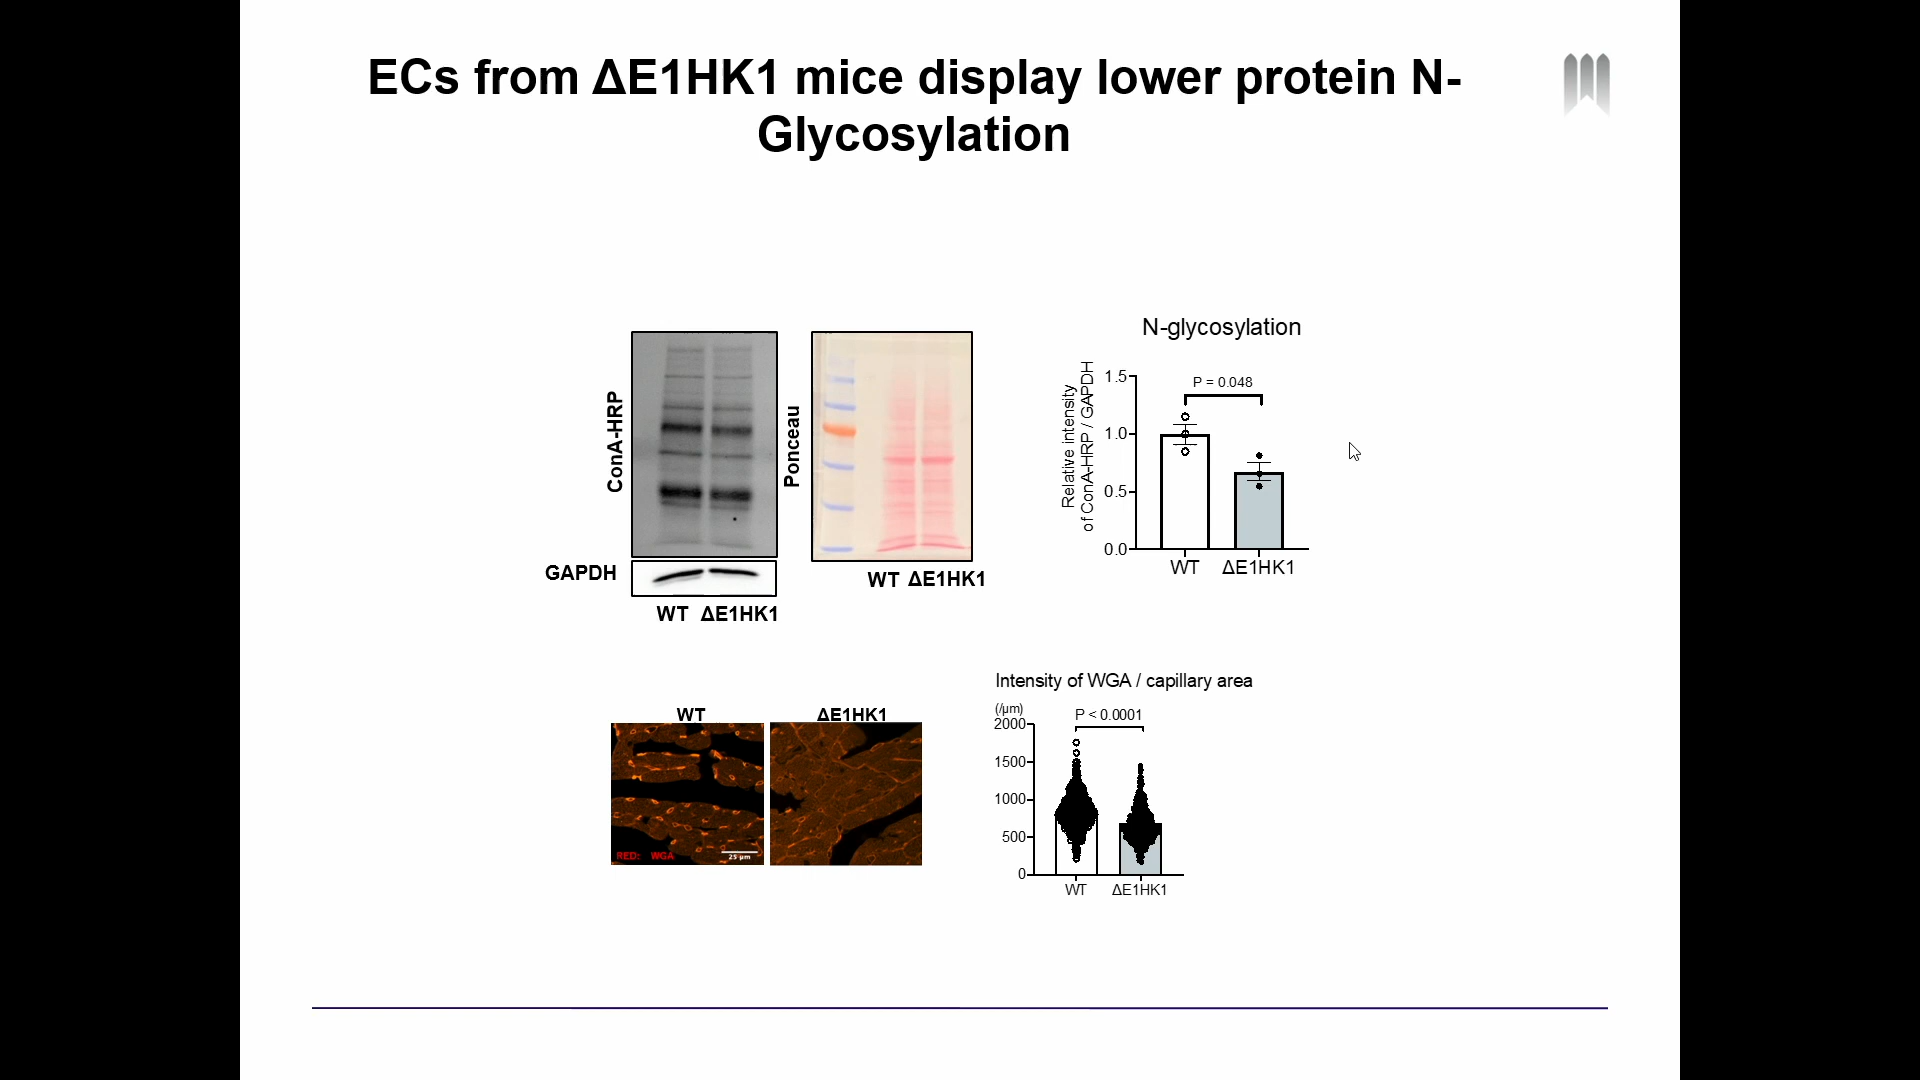 ECs from ΔE1HK1 mice display lower protein N-
Glycosylation
ConA-HRP
GAPDH
WT ΔE1HK1
Ponceau
WT ΔE1HK1
N-glycosylation
Relative intensity
of ConA-HRP / GAPDH
1.5
1.0
0.5
0.0
P = 0.048
WT ΔE1HK1
WT ΔE1HK1
RED: WGA
25 μm
Intensity of WGA / capillary area
(/μm)
2000
1500
1000
500
0
P < 0.0001
WT ΔE1HK1